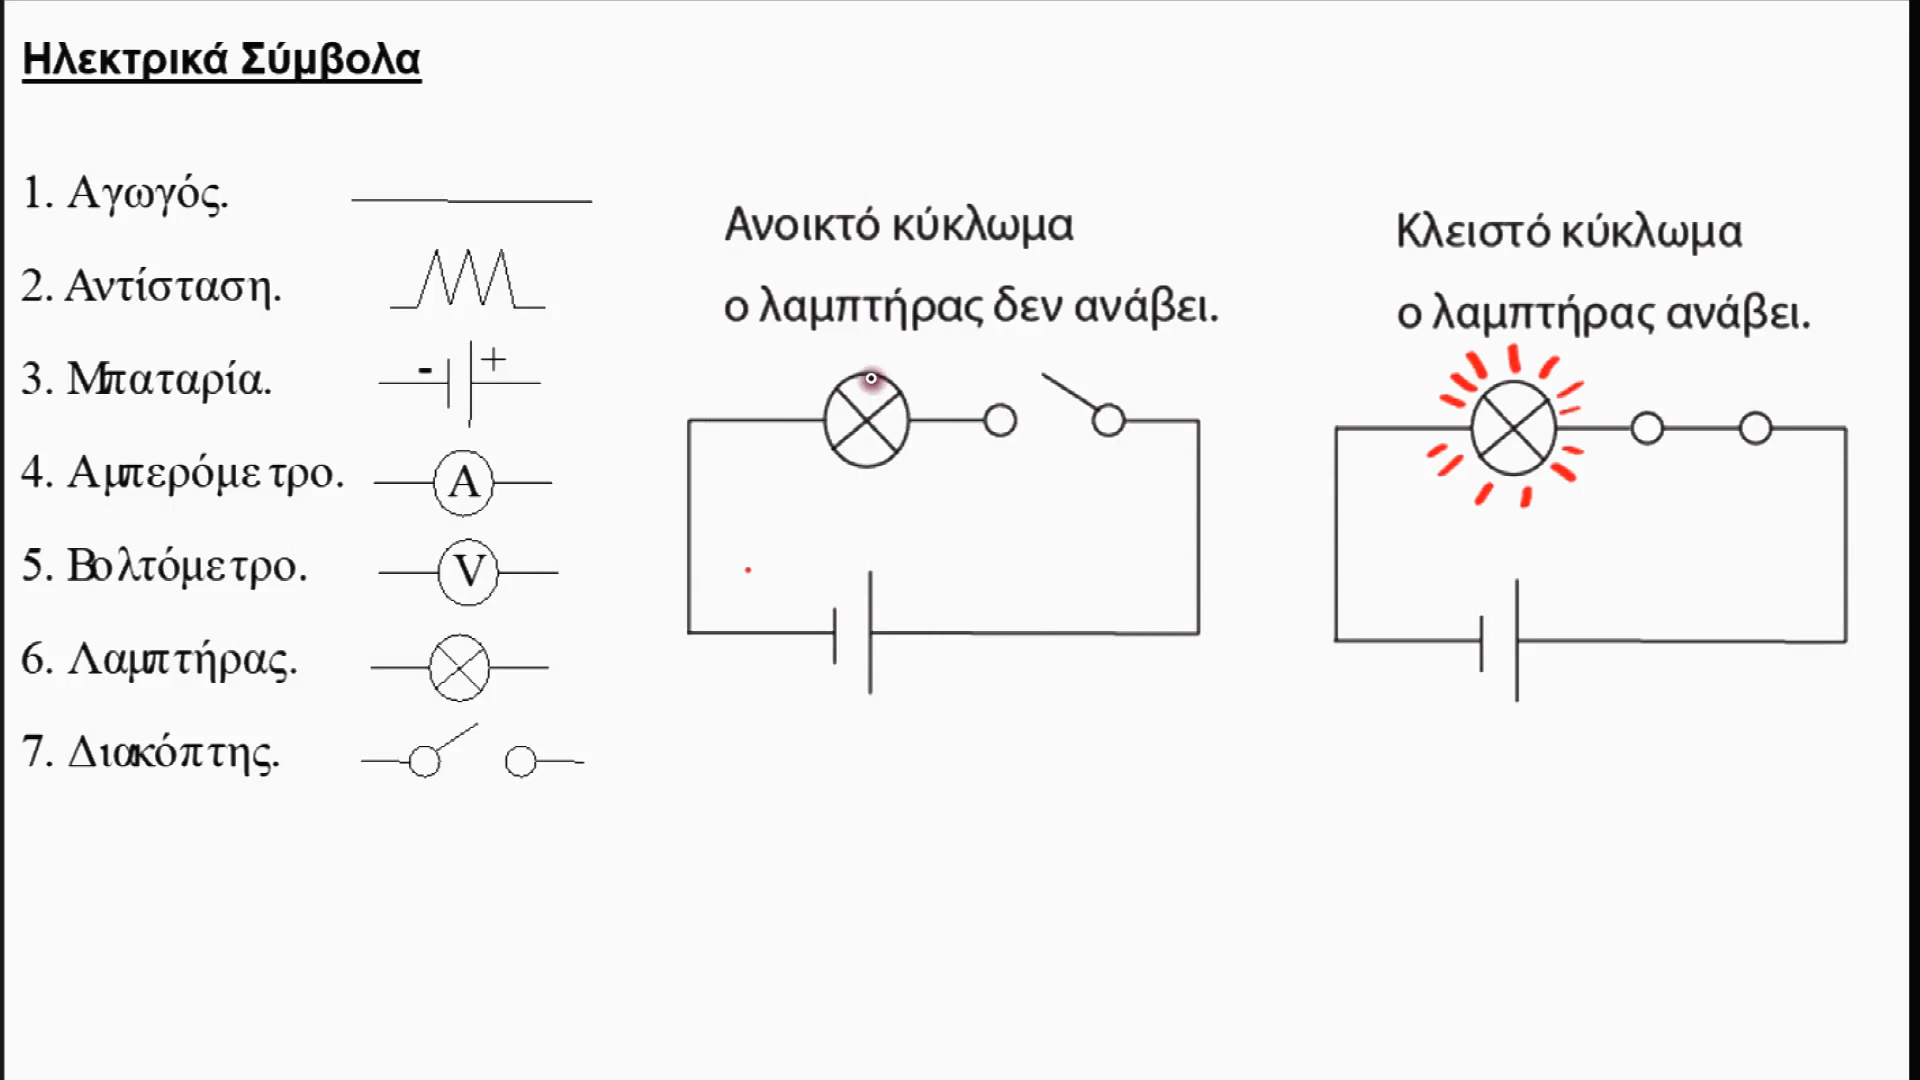 Ηλεκτρικά Σύμβολα
1. Αγωγός.
2. Αντίσταση.
3. Μπαταρία.
- +
4. Αμπερόμετρο.
A
5. Βολτόμετρο.
V
6. Λαμπτήρας.
7. Διακόπτης.
Ανοικτό κύκλωμα
ο λαμπτήρας δεν ανάβει.
Κλειστό κύκλωμα
ο λαμπτήρας ανάβει.